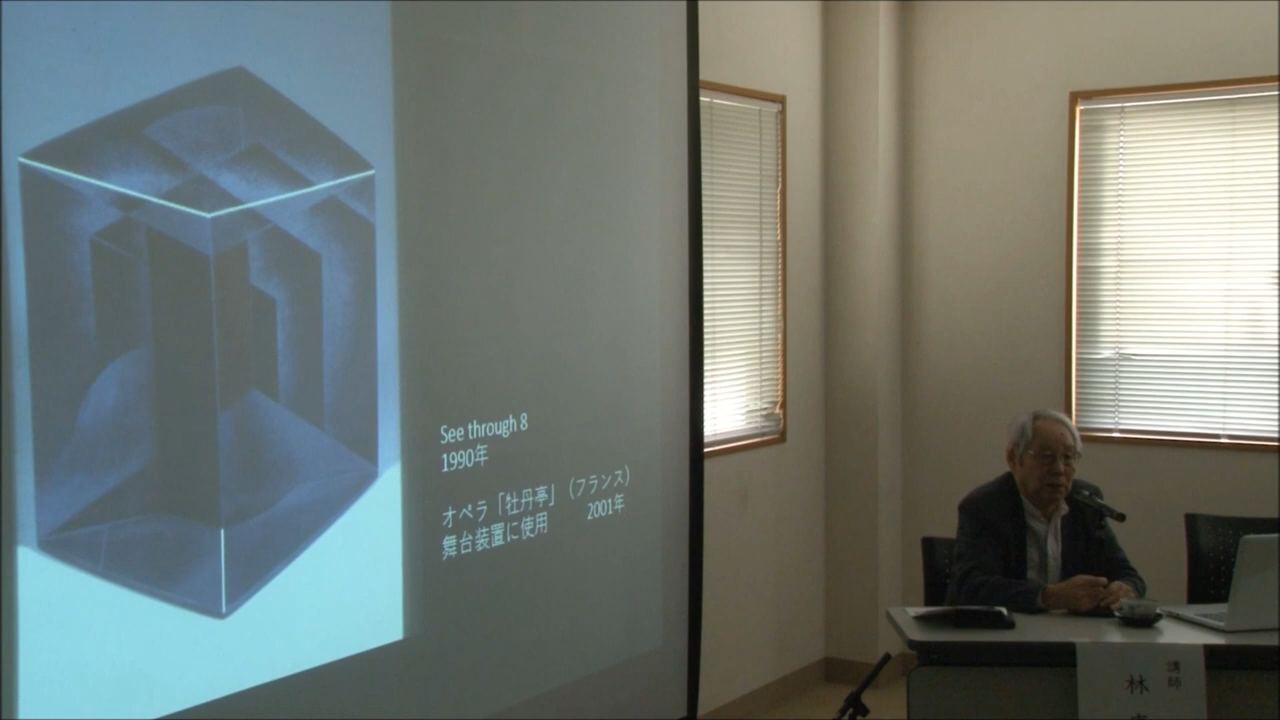 See through 8
1990年
オペラ「牡丹亭」（フランス）
舞台装置に使用　2001年
講師
林